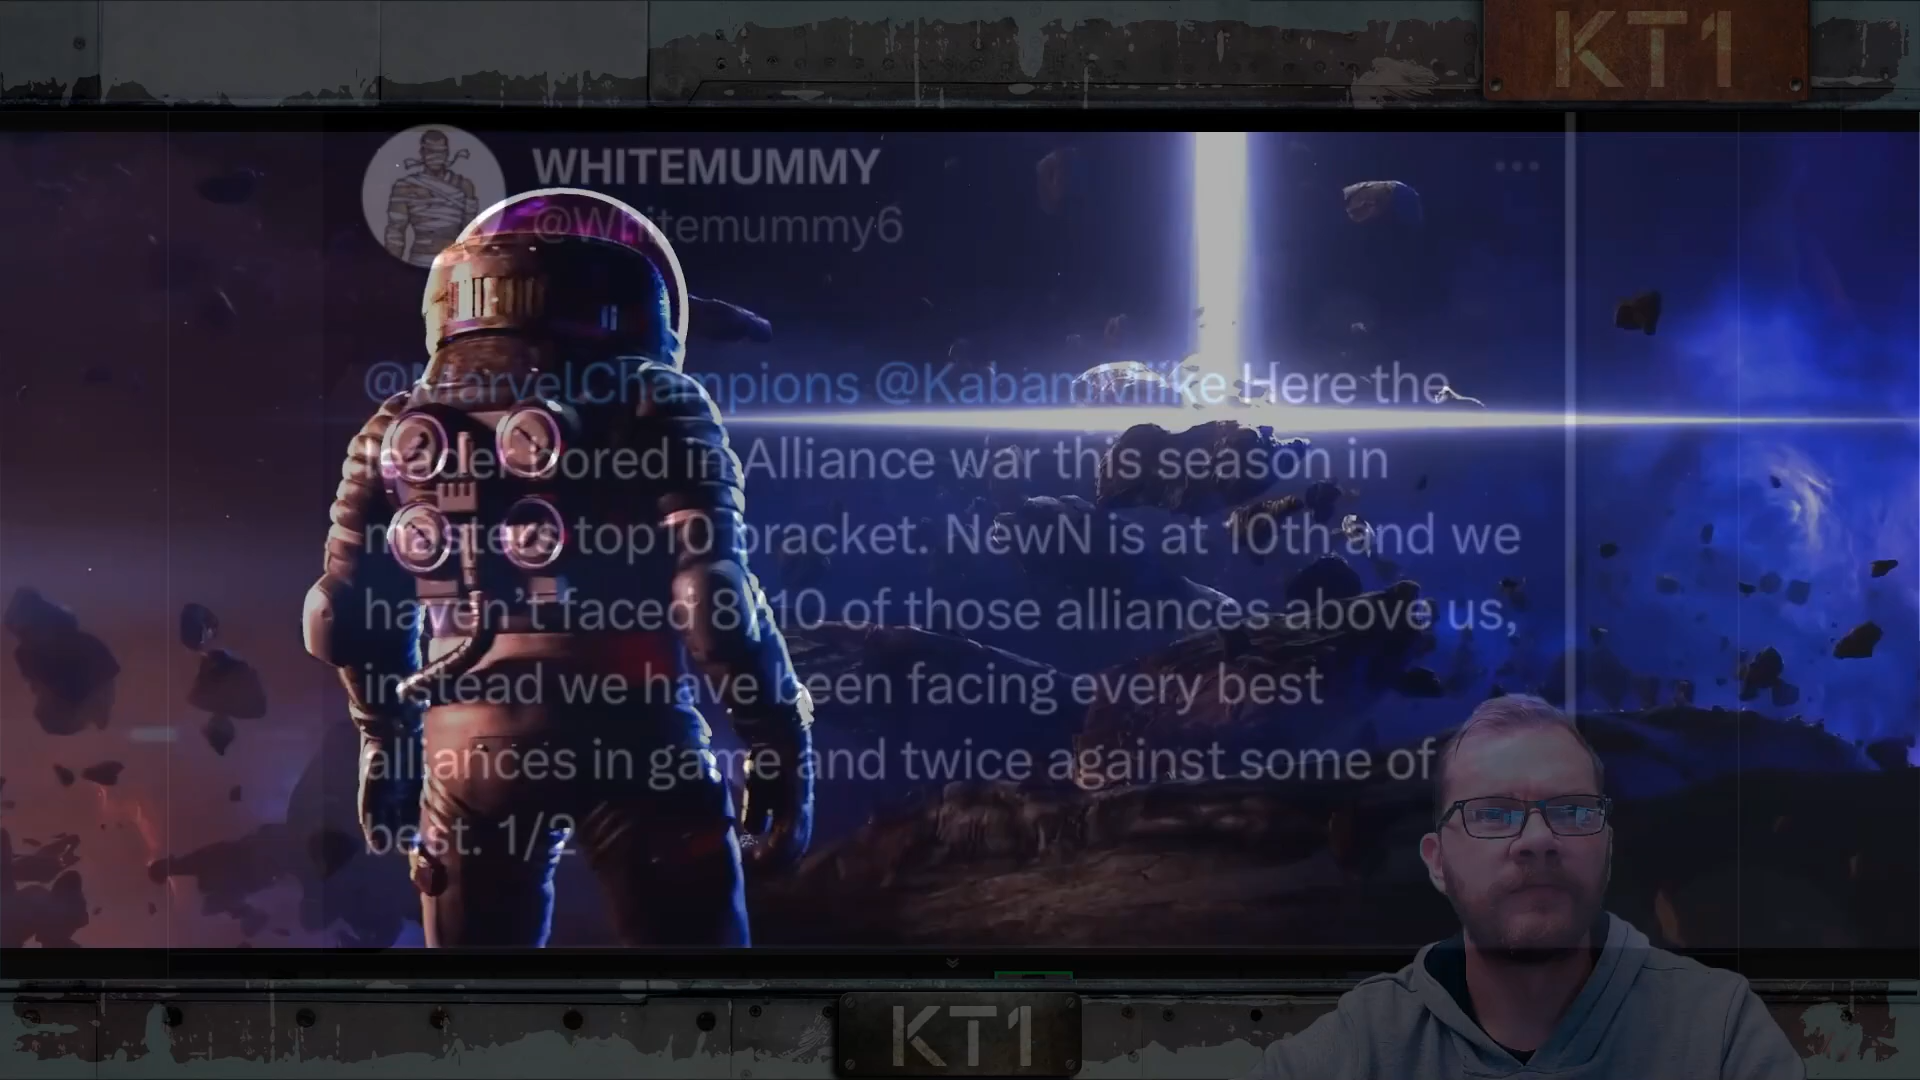 KT1
WHITEMUMMY
@Whitemummy6
@MarvelChampions @KabamMike Here the
leaderbored in Alliance war this season in
masters top10 bracket. NewN is at 10th and we
haven't faced 8/10 of those alliances above us,
instead we have been facing every best
alliances in game and twice against some of
best. 1/2
KT1